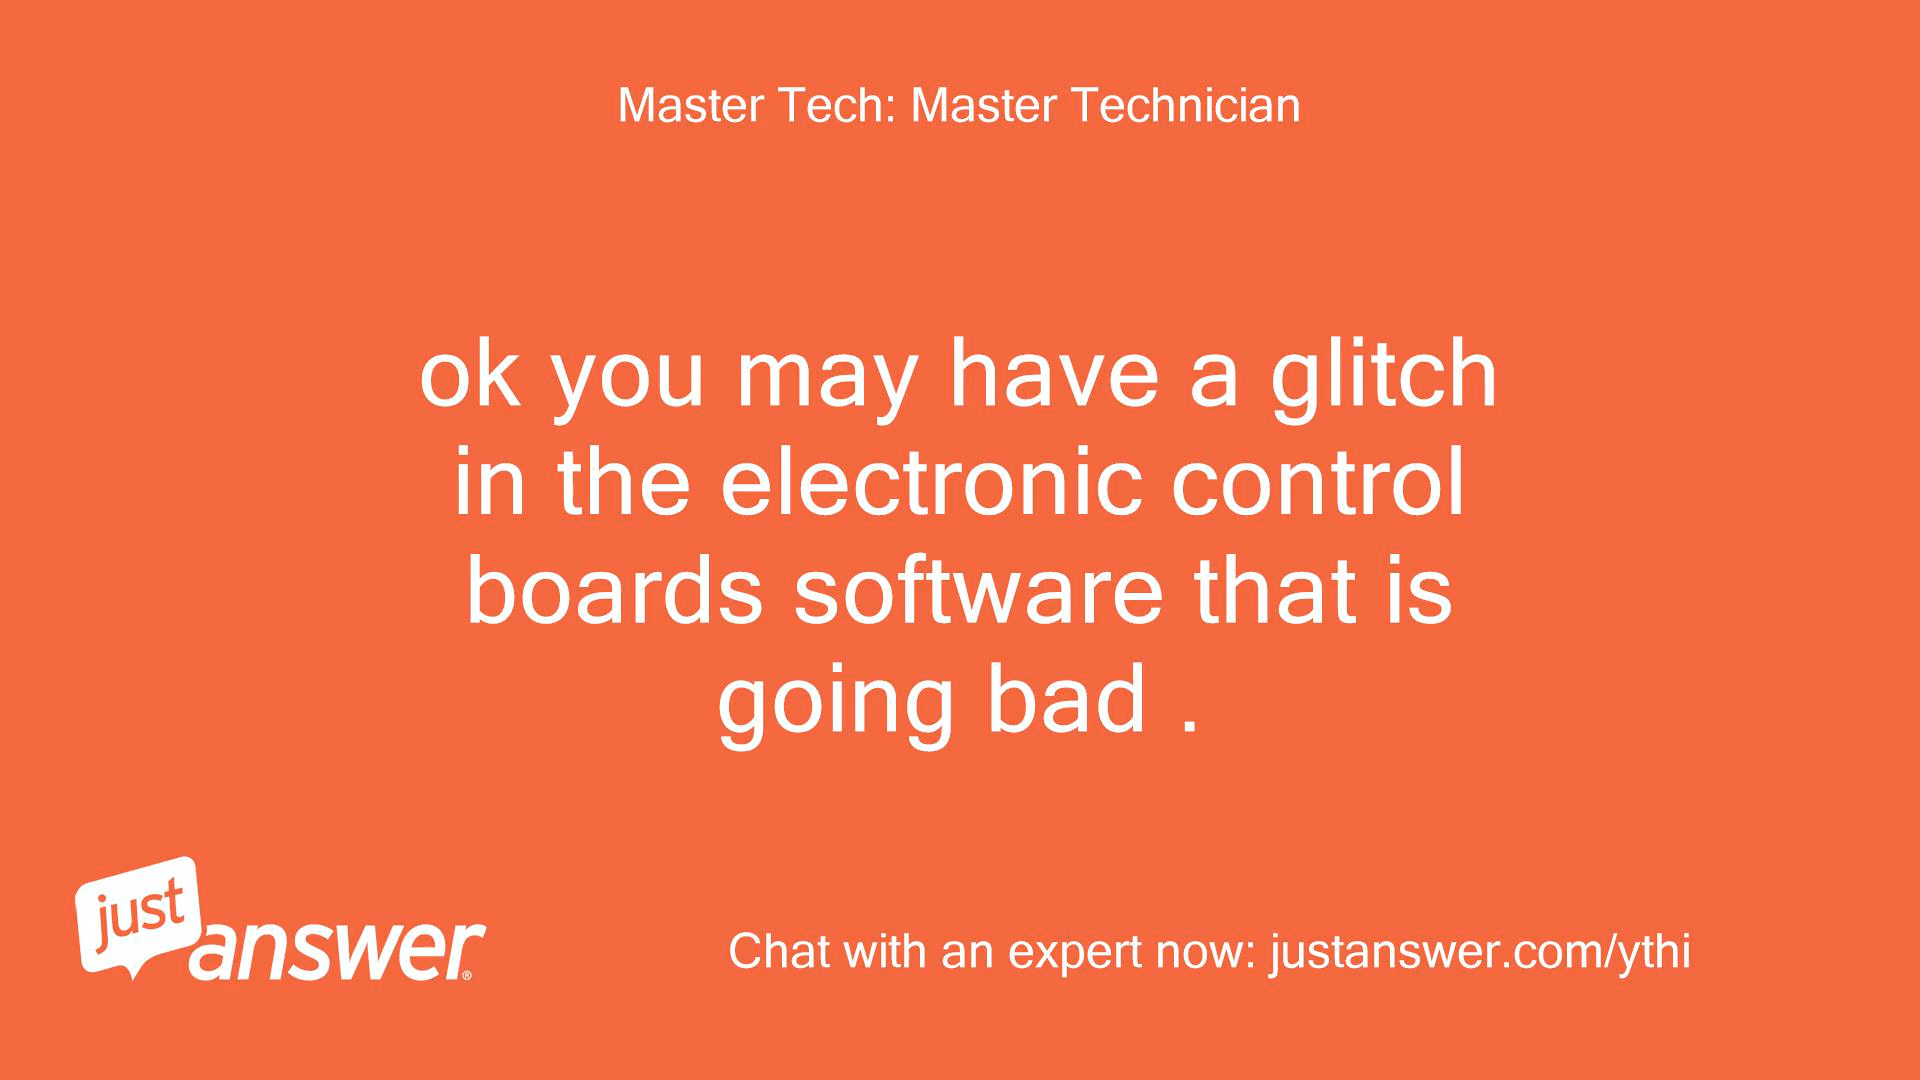 Master Tech: Master Technician
ok you may have a glitch
in the electronic control
boards software that is
going bad .
just
answer®
Chat with an expert now: justanswer.com/ythi